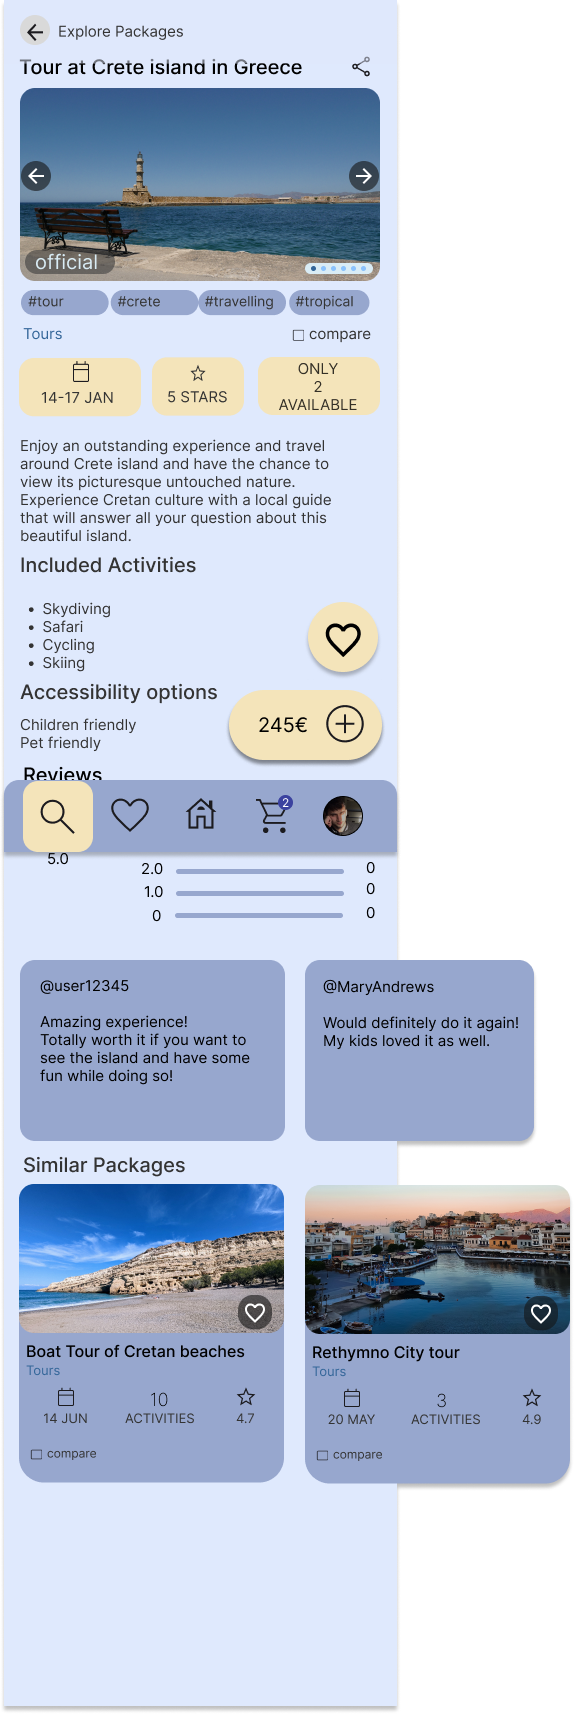 Explore Packages
Tour at Crete island in Greece
official
#tour #crete #travelling #tropical
Tours
compare
14-17 JAN
5 STARS
ONLY
2
AVAILABLE
Enjoy an outstanding experience and travel
around Crete island and have the chance to
view its picturesque untouched nature.
Experience Cretan culture with a local guide
that will answer all your question about this
beautiful island.
Included Activities
• Skydiving
• Safari
• Cycling
• Skiing
Accessibility options
Children friendly
Pet friendly
245€
Reviews
2
5.0
2.0 0
1.0 0
0 0
@user12345
Amazing experience!
Totally worth it if you want to
see the island and have some
fun while doing so!
@MaryAndrews
Would definitely do it again!
My kids loved it as well.
Similar Packages
Boat Tour of Cretan beaches
Tours
14 JUN
10
ACTIVITIES
4.7
compare
Rethymno City tour
Tours
20 MAY
3
ACTIVITIES
4.9
compare